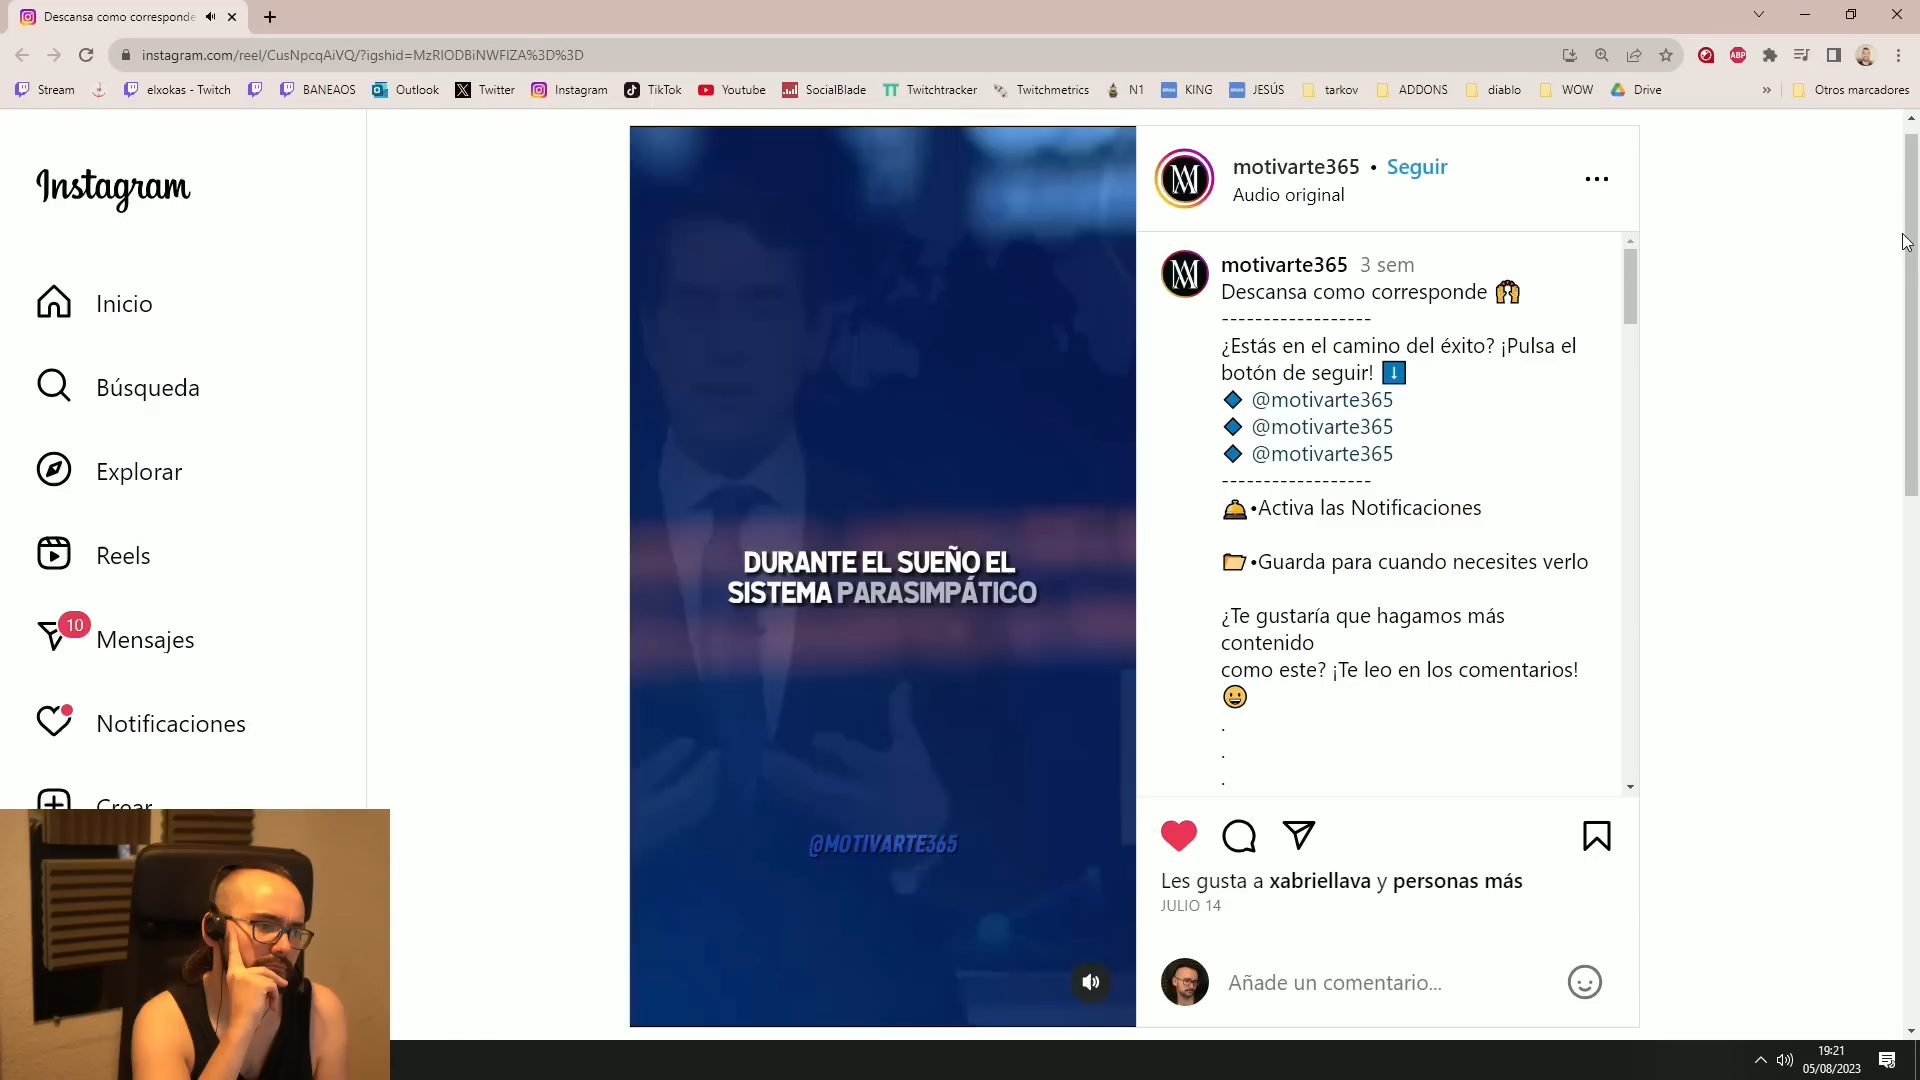 Descansa como corresponde
instagram.com/reel/CusNpcqAiVQ/?igshid=MzRlODBiNWFlZA%3D%3D
ABP
Stream
elxokas - Twitch
BANEAOS
Outlook
Twitter
Instagram
TikTok
Youtube
SocialBlade
Twitchtracker
Twitchmetrics
N1
KING
JESÚS
tarkov
ADDONS
diablo
WOW
Drive
»
Otros marcadores
Instagram
Inicio
Búsqueda
Explorar
Reels
10
Mensajes
Notificaciones
Crear
DURANTE EL SUEÑO EL
SISTEMA PARASIMPÁTICO
@MOTIVARTE365
motivarte365 • Seguir
Audio original
motivarte365 3 sem
Descansa como corresponde 🙌
------------------
¿Estás en el camino del éxito? ¡Pulsa el
botón de seguir! ⬇️
🔷 @motivarte365
🔷 @motivarte365
🔷 @motivarte365
------------------
🛎️•Activa las Notificaciones
📂•Guarda para cuando necesites verlo
¿Te gustaría que hagamos más
contenido
como este? ¡Te leo en los comentarios!
😀
.
.
.
Les gusta a xabriellava y personas más
JULIO 14
Añade un comentario...
19:21
05/08/2023